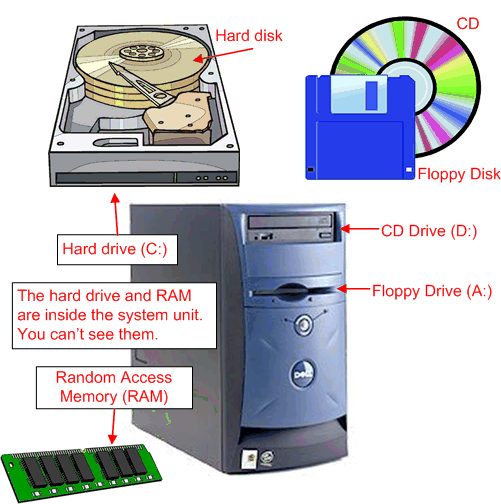 Hard disk
CD
Floppy Disk
Hard drive (C:)
CD Drive (D:)
The hard drive and RAM
are inside the system unit.
You can't see them.
Floppy Drive (A:)
Random Access
Memory (RAM)
DELL